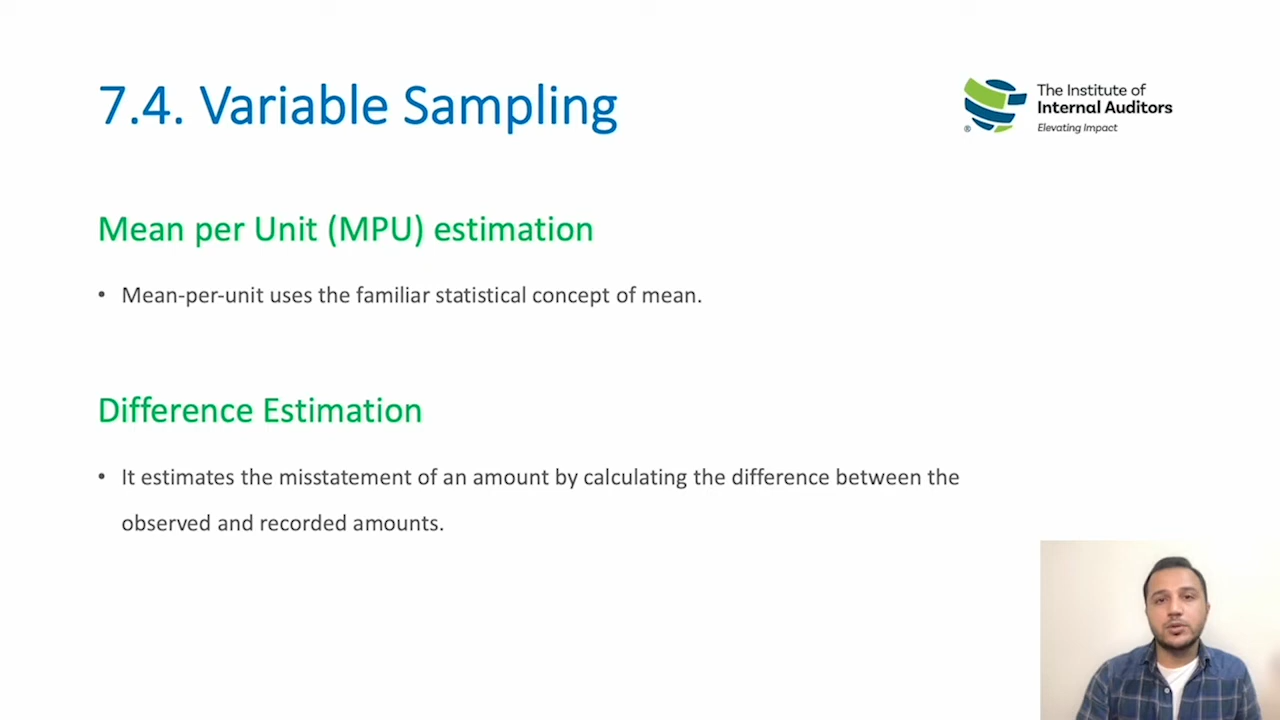 7.4. Variable Sampling
The Institute of
Internal Auditors
Elevating Impact
®
Mean per Unit (MPU) estimation
• Mean-per-unit uses the familiar statistical concept of mean.
Difference Estimation
• It estimates the misstatement of an amount by calculating the difference between the
observed and recorded amounts.